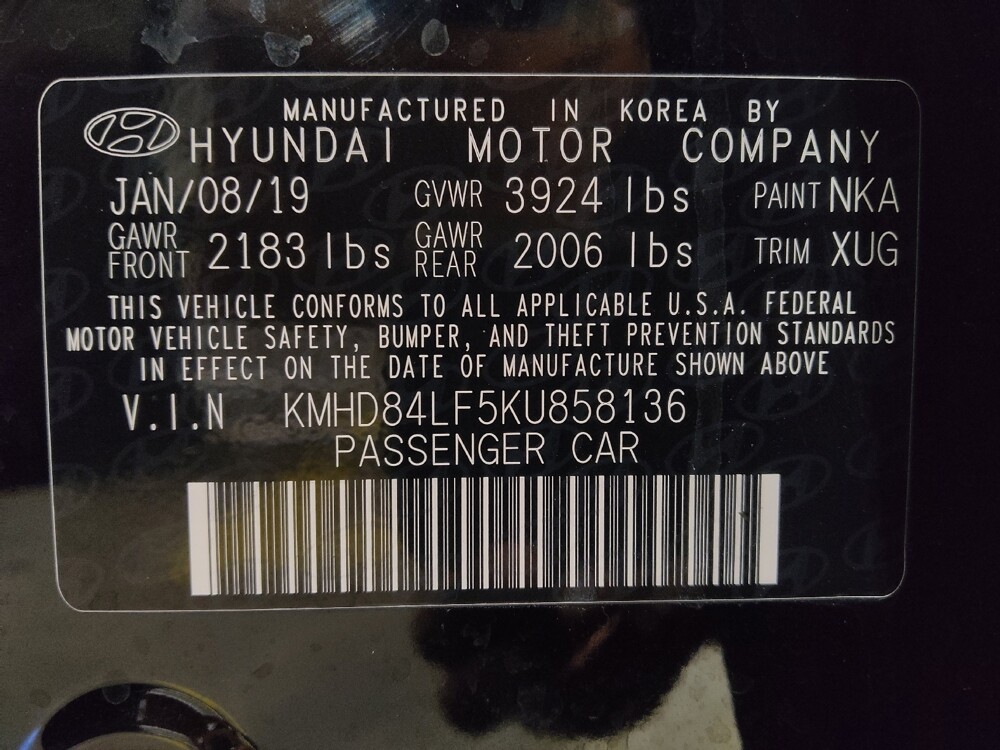 MANUFACTURED IN KOREA BY
HYUNDAI MOTOR COMPANY
JAN/08/19 GVWR 3924 lbs PAINT NKA
GAWR FRONT 2183 lbs GAWR REAR 2006 lbs TRIM XUG
THIS VEHICLE CONFORMS TO ALL APPLICABLE U.S.A. FEDERAL
MOTOR VEHICLE SAFETY, BUMPER, AND THEFT PREVENTION STANDARDS
IN EFFECT ON THE DATE OF MANUFACTURE SHOWN ABOVE
V.I.N KMHD84LF5KU858136
PASSENGER CAR